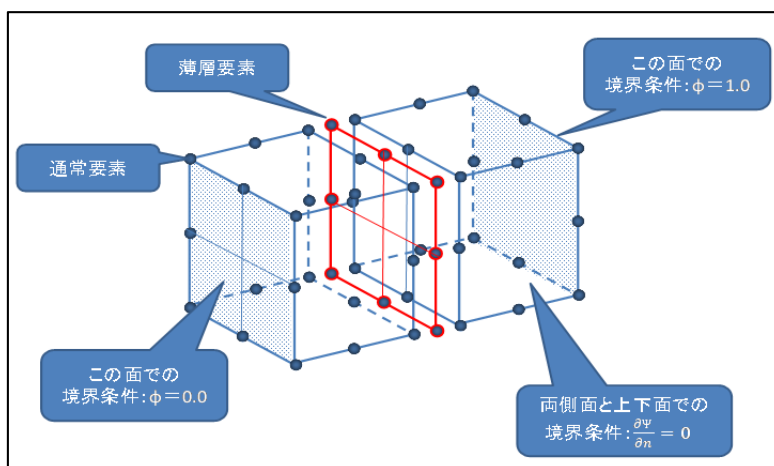 薄層要素
この面での
境界条件:ϕ=1.0
通常要素
この面での
境界条件:ϕ=0.0
両側面と上下面での
境界条件:∂Ψ/∂n = 0